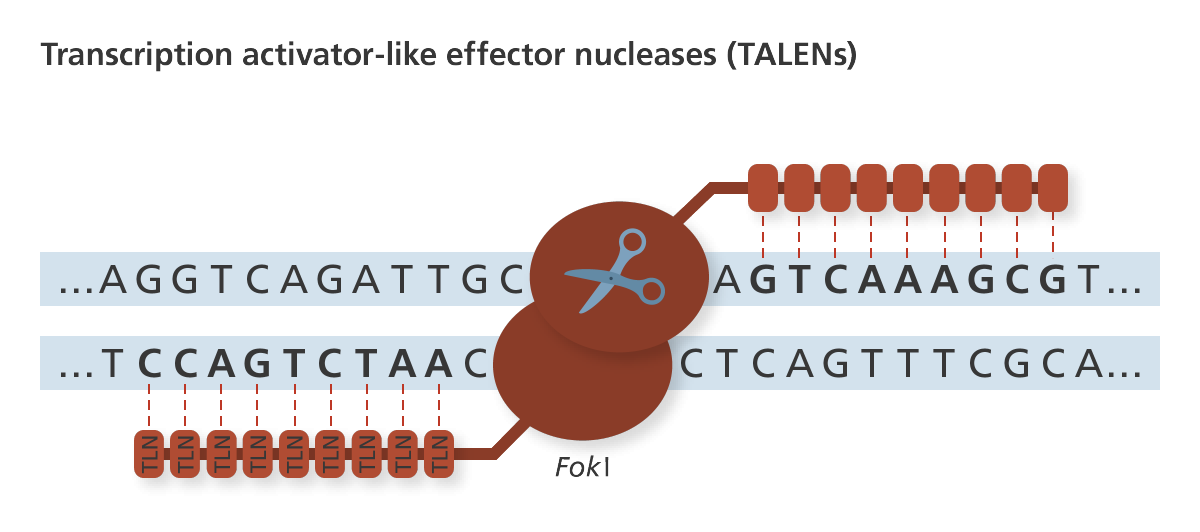 Transcription activator-like effector nucleases (TALENs)
...AGGTCAGATTGC AGTCAAAGCGT...
...TCCAGTCTAAC CTCAGTTTCGCA...
TLN TLN TLN TLN TLN TLN TLN TLN TLN
FokI